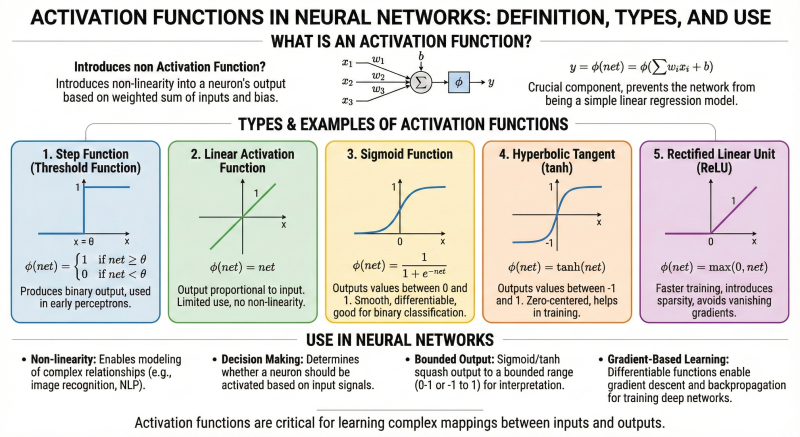 ACTIVATION FUNCTIONS IN NEURAL NETWORKS: DEFINITION, TYPES, AND USE
WHAT IS AN ACTIVATION FUNCTION?
Introduces non Activation Function?
Introduces non-linearity into a neuron's output
based on weighted sum of inputs and bias.
x₁ w₁ b
x₂ w₂ ∑ ϕ y
x₃ w₃
y = ϕ(net) = ϕ(∑wᵢxᵢ + b)
Crucial component, prevents the network from
being a simple linear regression model.
TYPES & EXAMPLES OF ACTIVATION FUNCTIONS
1. Step Function
(Threshold Function)
1
x = θ x
ϕ(net) = {1 if net ≥ θ
0 if net < θ
Produces binary output, used
in early perceptrons.
2. Linear Activation
Function
1
x
ϕ(net) = net
Output proportional to input.
Limited use, no non-linearity.
3. Sigmoid Function
1
0 x
ϕ(net) = 1 / (1 + e^-net)
Outputs values between 0 and
1. Smooth, differentiable,
good for binary classification.
4. Hyperbolic Tangent
(tanh)
1
x
-1
ϕ(net) = tanh(net)
Outputs values between -1
and 1. Zero-centered, helps
in training.
5. Rectified Linear Unit
(ReLU)
1
0 x
ϕ(net) = max(0, net)
Faster training, introduces
sparsity, avoids vanishing
gradients.
USE IN NEURAL NETWORKS
• Non-linearity: Enables modeling
of complex relationships (e.g.,
image recognition, NLP).
• Decision Making: Determines
whether a neuron should be
activated based on input signals.
• Bounded Output: Sigmoid/tanh
squash output to a bounded range
(0-1 or -1 to 1) for interpretation.
• Gradient-Based Learning:
Differentiable functions enable
gradient descent and backpropagation
for training deep networks.
Activation functions are critical for learning complex mappings between inputs and outputs.